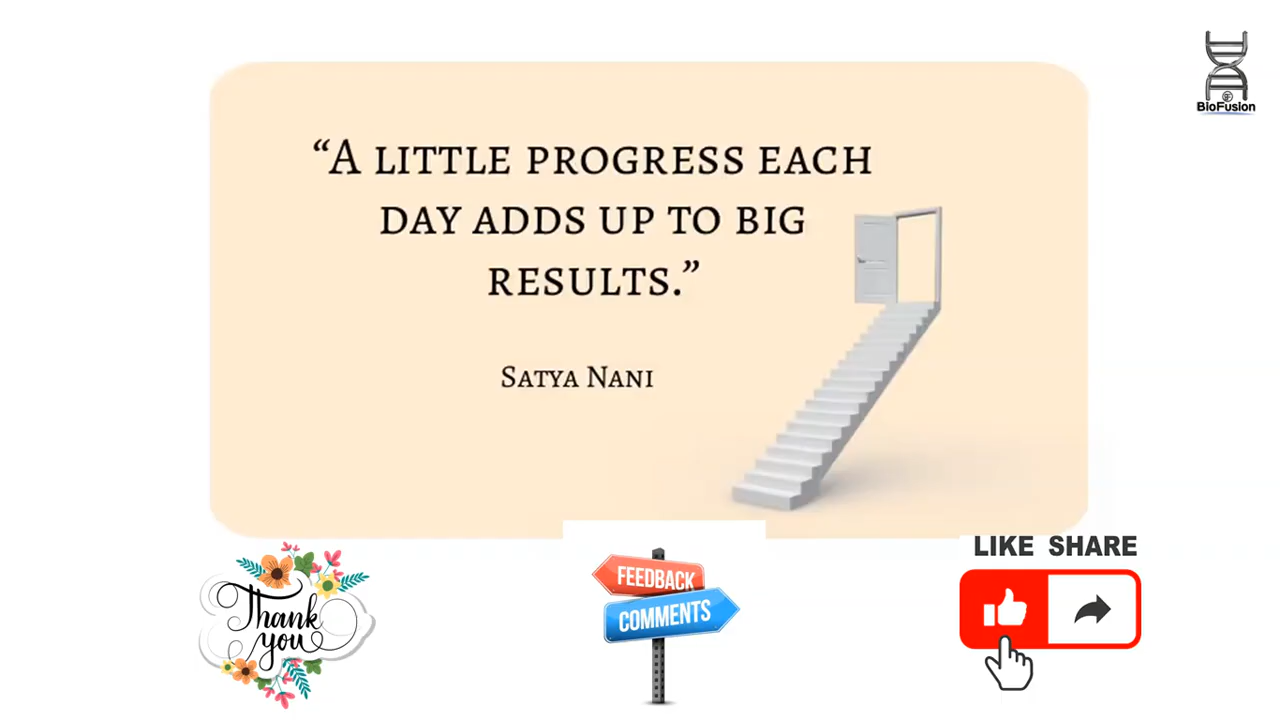 BioFusion
“A LITTLE PROGRESS EACH
DAY ADDS UP TO BIG
RESULTS.”
SATYA NANI
Thank
you
FEEDBACK
COMMENTS
LIKE SHARE